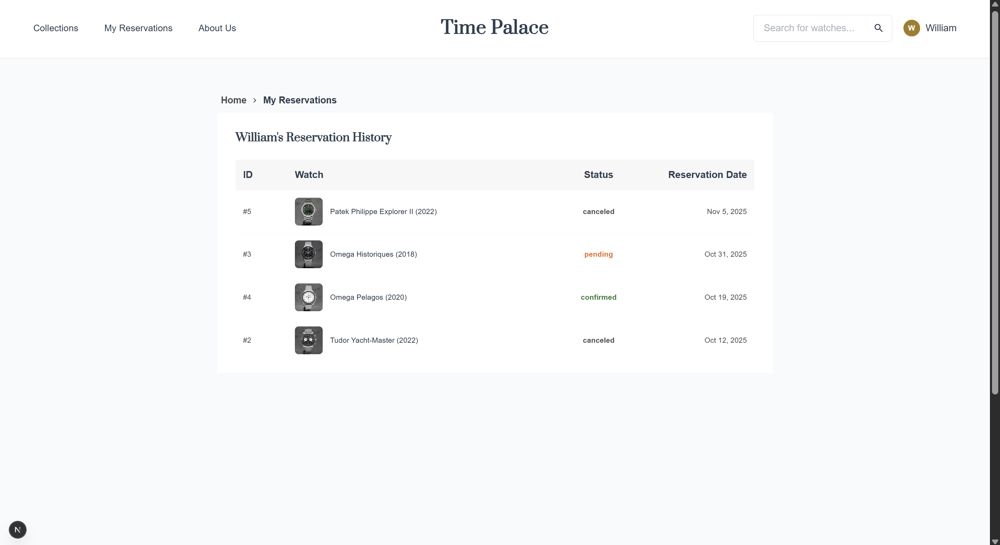 Collections
My Reservations
About Us
Time Palace
Search for watches...
W
William
Home > My Reservations
William's Reservation History
ID Watch Status Reservation Date
#5 Patek Philippe Explorer II (2022) canceled Nov 5, 2025
#3 Omega Historiques (2018) pending Oct 31, 2025
#4 Omega Pelagos (2020) confirmed Oct 19, 2025
#2 Tudor Yacht-Master (2022) canceled Oct 12, 2025
N